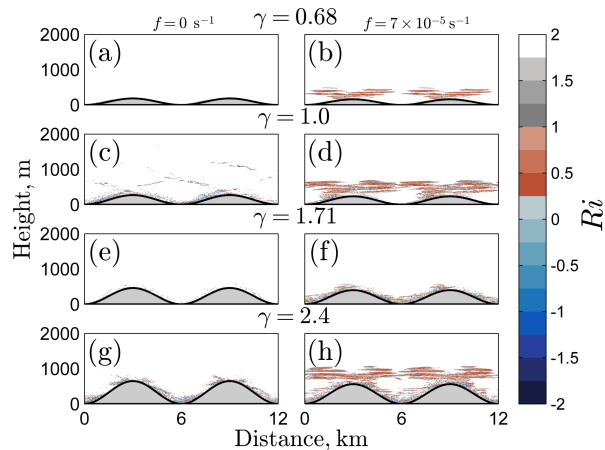 f = 0 s⁻¹ γ = 0.68 f = 7 × 10⁻⁵ s⁻¹
2000 (a) (b) 2
1000 1.5
0
γ = 1.0
2000 (c) (d) 1
1000 0.5
0
γ = 1.71
2000 (e) (f) 0
1000 -0.5
0
γ = 2.4
2000 (g) (h) -1
1000 -1.5
0 -2
0 6 12 0 6 12
Distance, km
Height, m
Ri